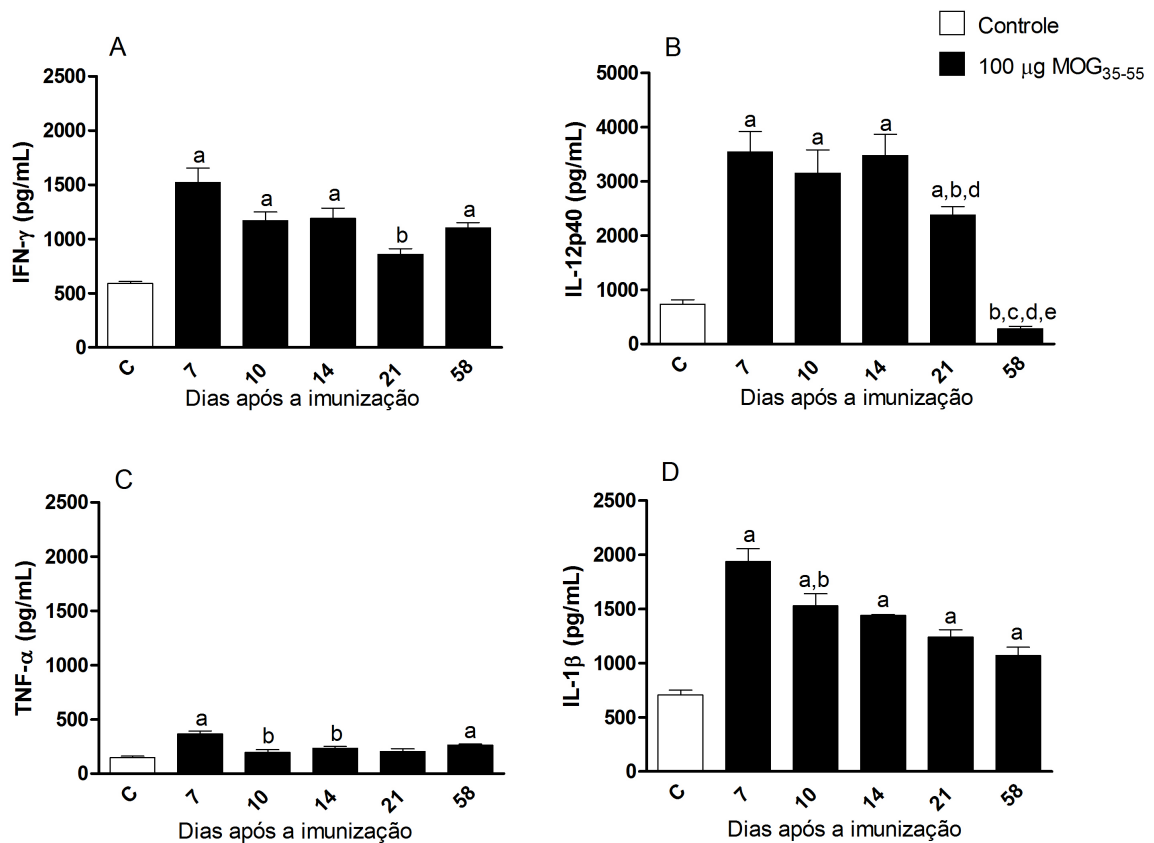 Controle
100 μg MOG35-55
A
2500
2000
1500
1000
500
0
IFN-γ (pg/mL)
a
a
a
b
a
C
7
10
14
21
58
Dias após a imunização
B
5000
4000
3000
2000
1000
0
IL-12p40 (pg/mL)
a
a
a
a,b,d
b,c,d,e
C
7
10
14
21
58
Dias após a imunização
C
2500
2000
1500
1000
500
0
TNF-α (pg/mL)
a
b
b
a
C
7
10
14
21
58
Dias após a imunização
D
2500
2000
1500
1000
500
0
IL-1β (pg/mL)
a
a,b
a
a
a
C
7
10
14
21
58
Dias após a imunização